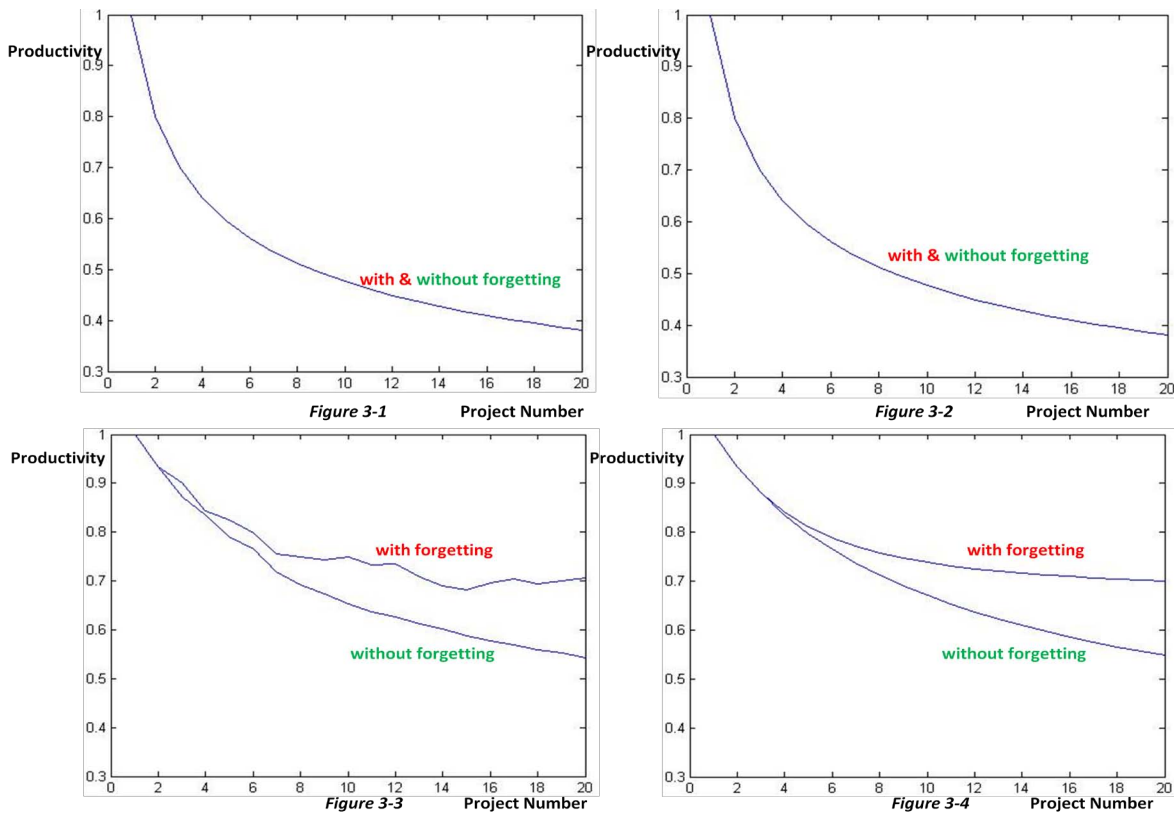 1
Productivity
0.9
0.8
0.7
0.6
0.5
0.4
0.3
with & without forgetting
0 2 4 6 8 10 12 14 16 18 20
Figure 3-1 Project Number
1
Productivity
0.9
0.8
0.7
0.6
0.5
0.4
0.3
with & without forgetting
0 2 4 6 8 10 12 14 16 18 20
Figure 3-2 Project Number
1
Productivity
0.9
0.8
0.7
0.6
0.5
0.4
0.3
with forgetting
without forgetting
0 2 4 6 8 10 12 14 16 18 20
Figure 3-3 Project Number
1
Productivity
0.9
0.8
0.7
0.6
0.5
0.4
0.3
with forgetting
without forgetting
0 2 4 6 8 10 12 14 16 18 20
Figure 3-4 Project Number